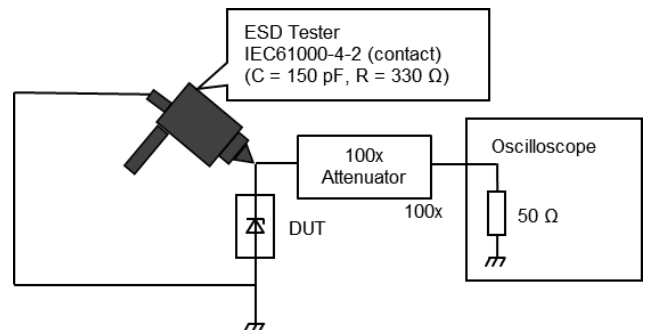 ESD Tester
IEC61000-4-2 (contact)
(C = 150 pF, R = 330 Ω)
100x
Attenuator
100x
Oscilloscope
50 Ω
DUT